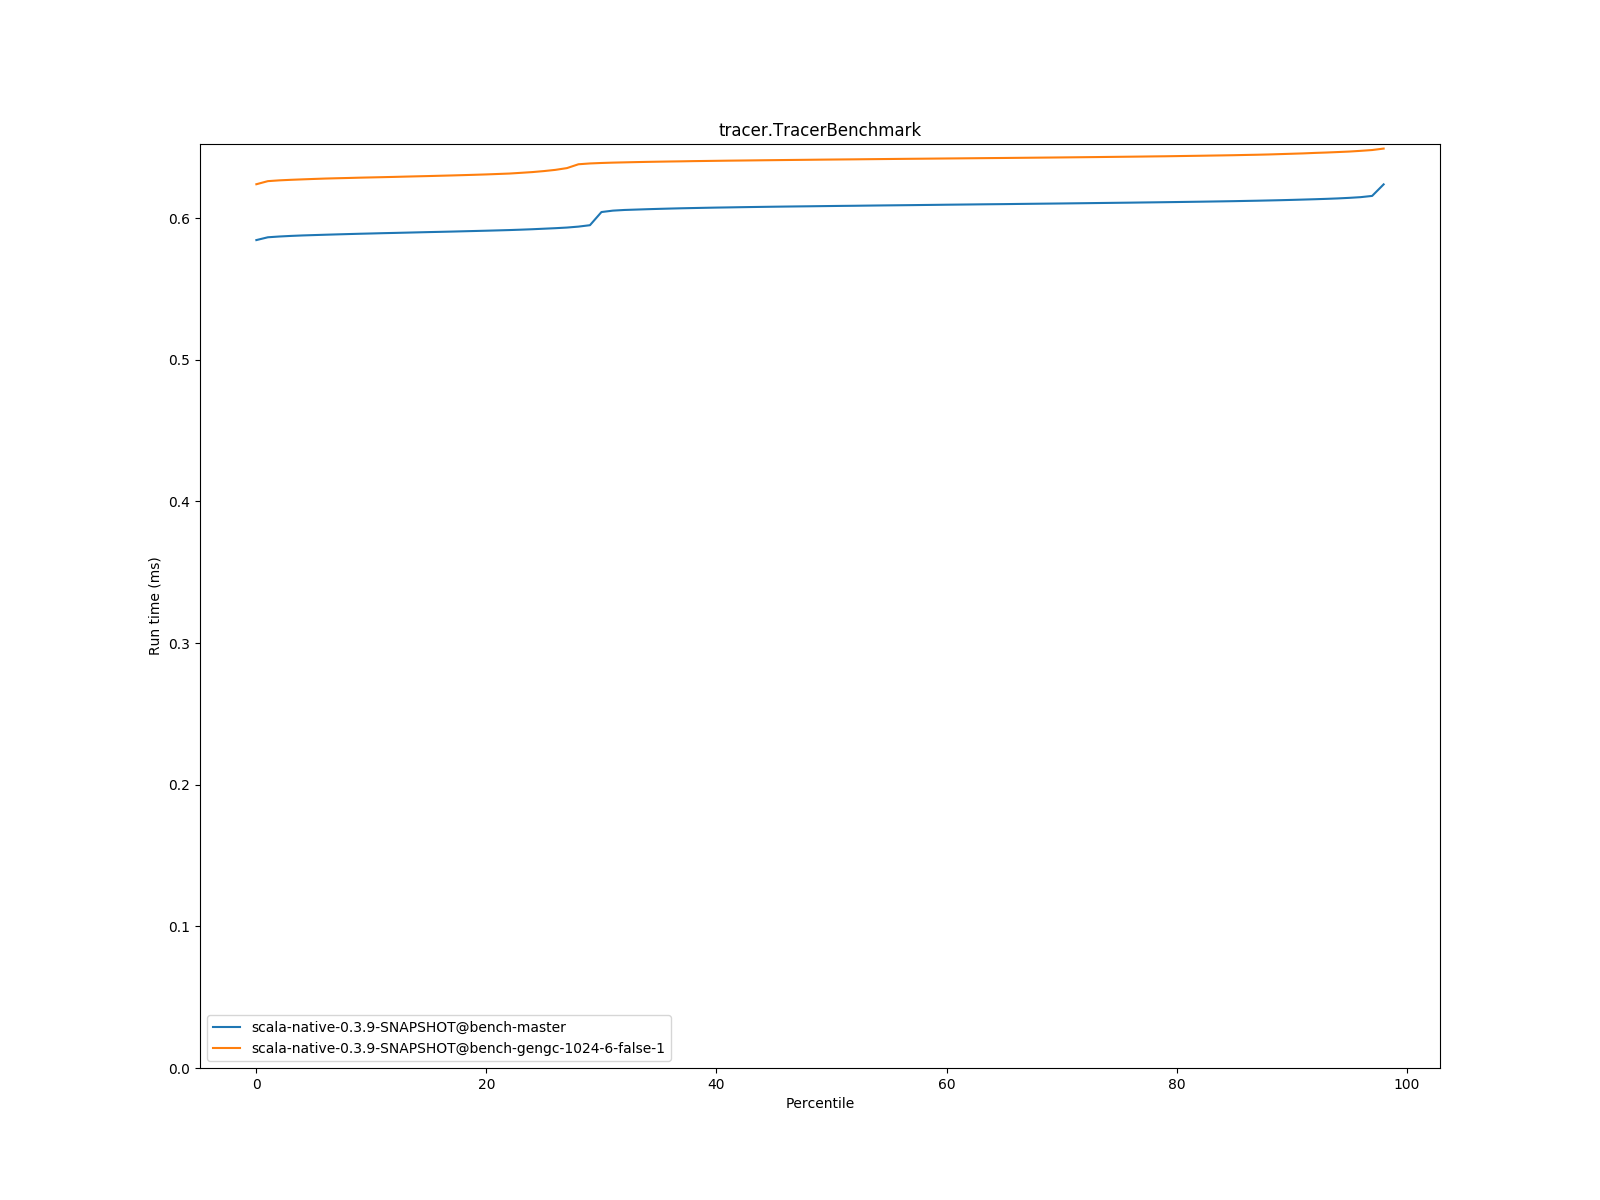 tracer.TracerBenchmark
Run time (ms)
0.6
0.5
0.4
0.3
0.2
0.1
0.0
scala-native-0.3.9-SNAPSHOT@bench-master
scala-native-0.3.9-SNAPSHOT@bench-gengc-1024-6-false-1
0 20 40 60 80 100
Percentile